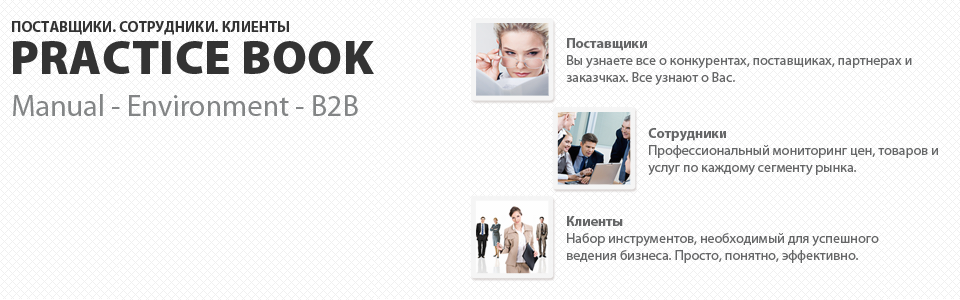 ПОСТАВЩИКИ. СОТРУДНИКИ. КЛИЕНТЫ
PRACTICE BOOK
Manual - Environment - B2B
Поставщики
Вы узнаете все о конкурентах, поставщиках, партнерах и
заказчках. Все узнают о Вас.
Сотрудники
Профессиональный мониторинг цен, товаров и
услуг по каждому сегменту рынка.
Клиенты
Набор инструментов, необходимый для успешного
ведения бизнеса. Просто, понятно, эффективно.